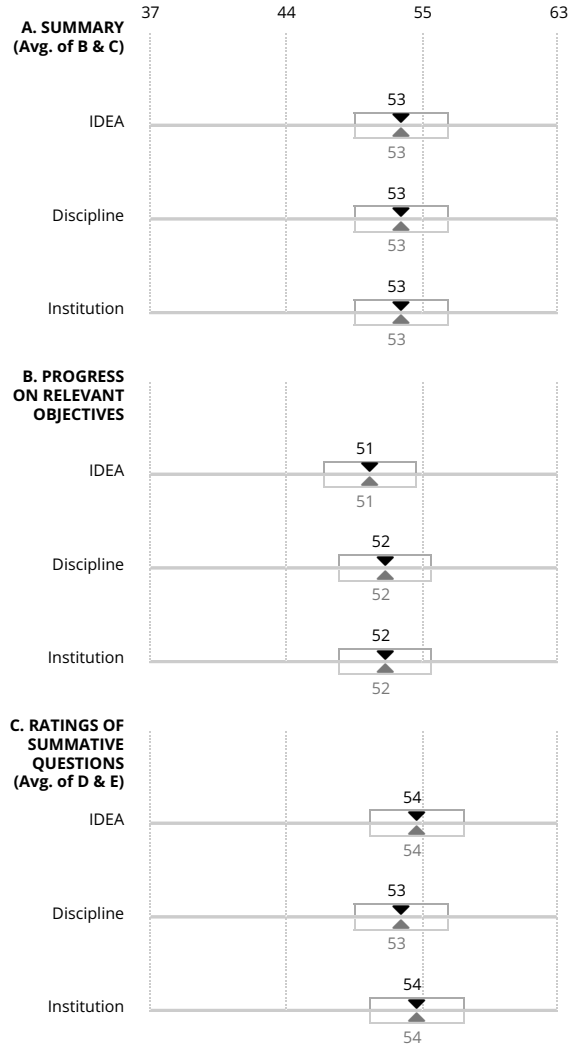 37 44 55 63
A. SUMMARY
(Avg. of B & C)
53
IDEA
53
53
Discipline
53
53
Institution
53
B. PROGRESS
ON RELEVANT
OBJECTIVES
51
IDEA
51
52
Discipline
52
52
Institution
52
C. RATINGS OF
SUMMATIVE
QUESTIONS
(Avg. of D & E)
54
IDEA
54
53
Discipline
53
54
Institution
54